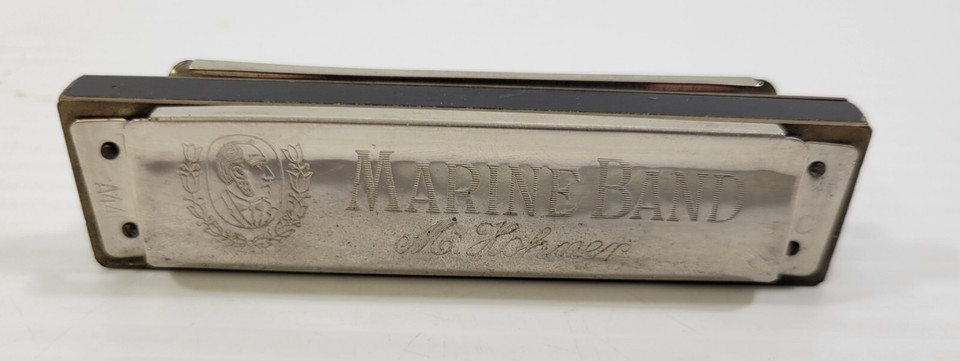 MARINE BAND
M. Hohner
C